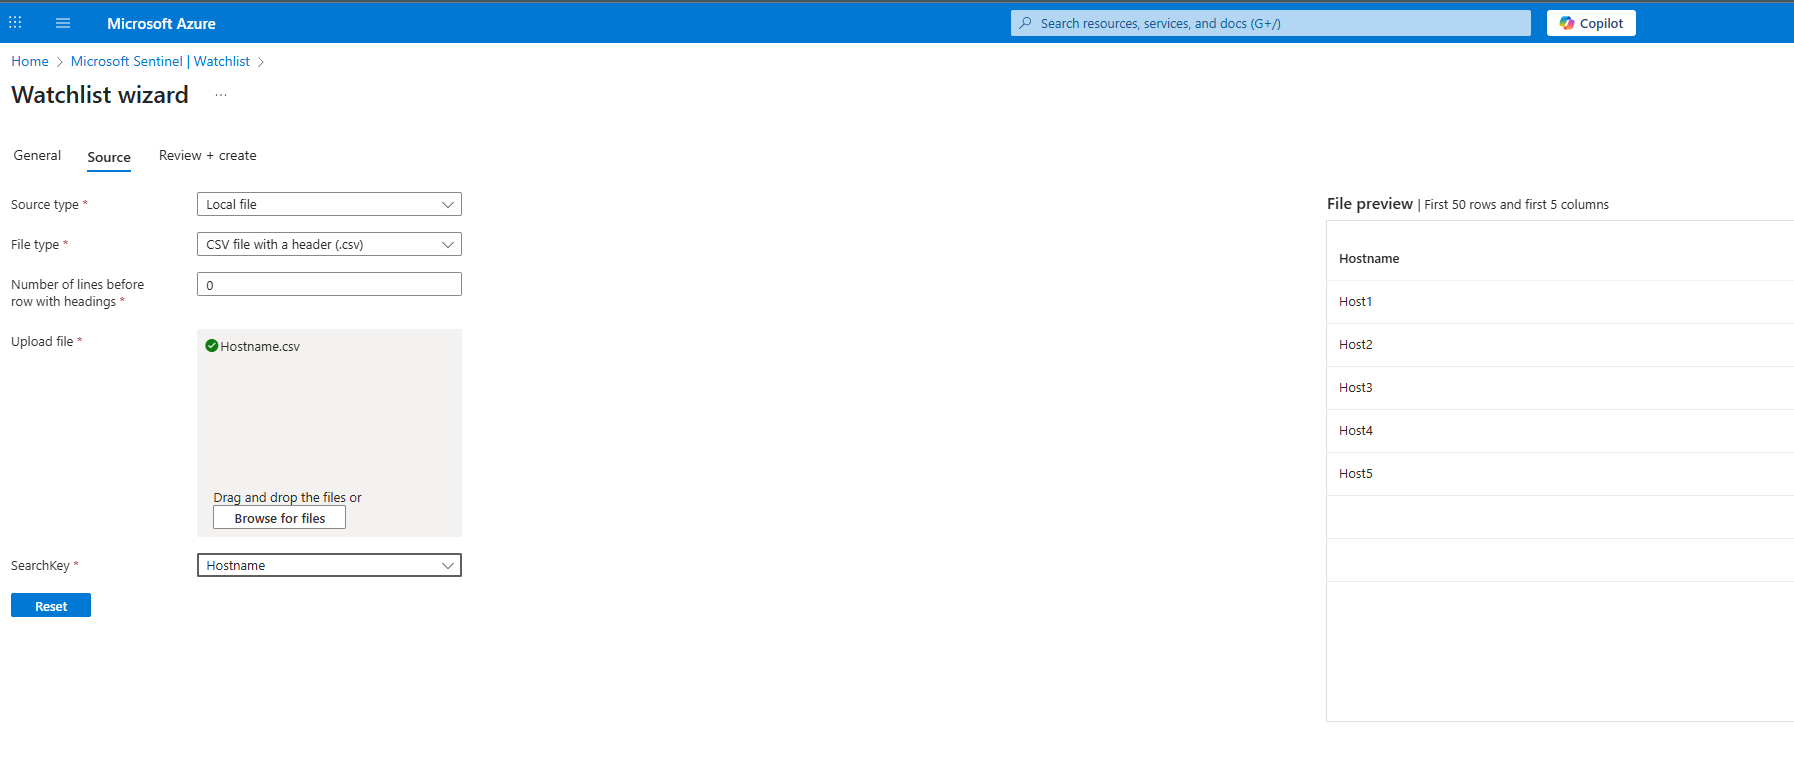 Microsoft Azure
Search resources, services, and docs (G+/)
Copilot
Home > Microsoft Sentinel | Watchlist >
Watchlist wizard ...
General Source Review + create
Source type * Local file
File type * CSV file with a header (.csv)
Number of lines before
row with headings * 0
Upload file * Hostname.csv
Drag and drop the files or
Browse for files
SearchKey * Hostname
Reset
File preview | First 50 rows and first 5 columns
Hostname
Host1
Host2
Host3
Host4
Host5